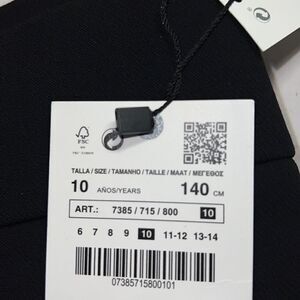 FSC
TALLA / SIZE / TAMANHO / TAILLE / MAAT / ΜΕΓΕΘΟΣ
10 AÑOS/YEARS 140 CM
ART.: 7385 / 715 / 800 10
6 7 8 9 10 11-12 13-14
07385715800101